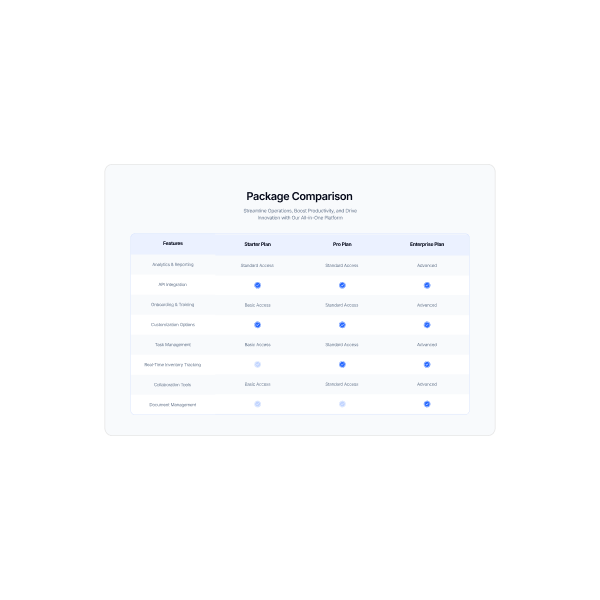 Package Comparison
Streamline Operations, Boost Productivity, and Drive
Innovation with Our All-in-One Platform
Features Starter Plan Pro Plan Enterprise Plan
Analytics & Reporting Standard Access Standard Access Advanced
API Integration
Onboarding & Training Basic Access Standard Access Advanced
Customization Options
Task Management Basic Access Standard Access Advanced
Real-Time Inventory Tracking
Collaboration Tools Basic Access Standard Access Advanced
Document Management